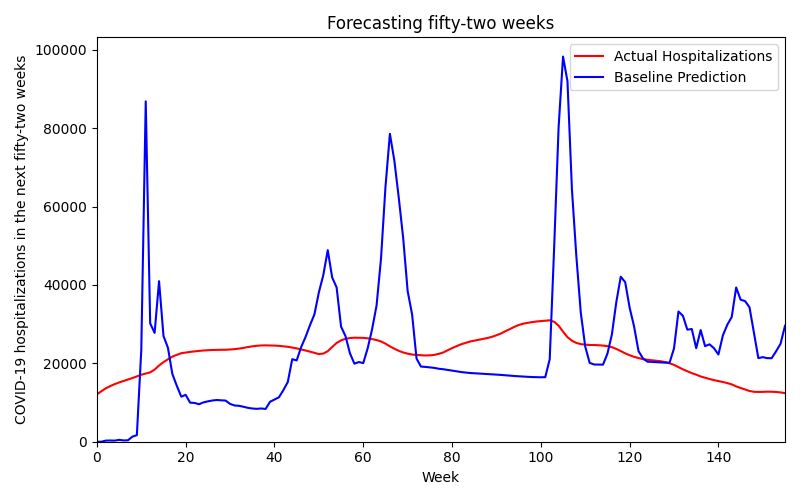 Forecasting fifty-two weeks
COVID-19 hospitalizations in the next fifty-two weeks
100000
80000
60000
40000
20000
0
Actual Hospitalizations
Baseline Prediction
0 20 40 60 80 100 120 140
Week